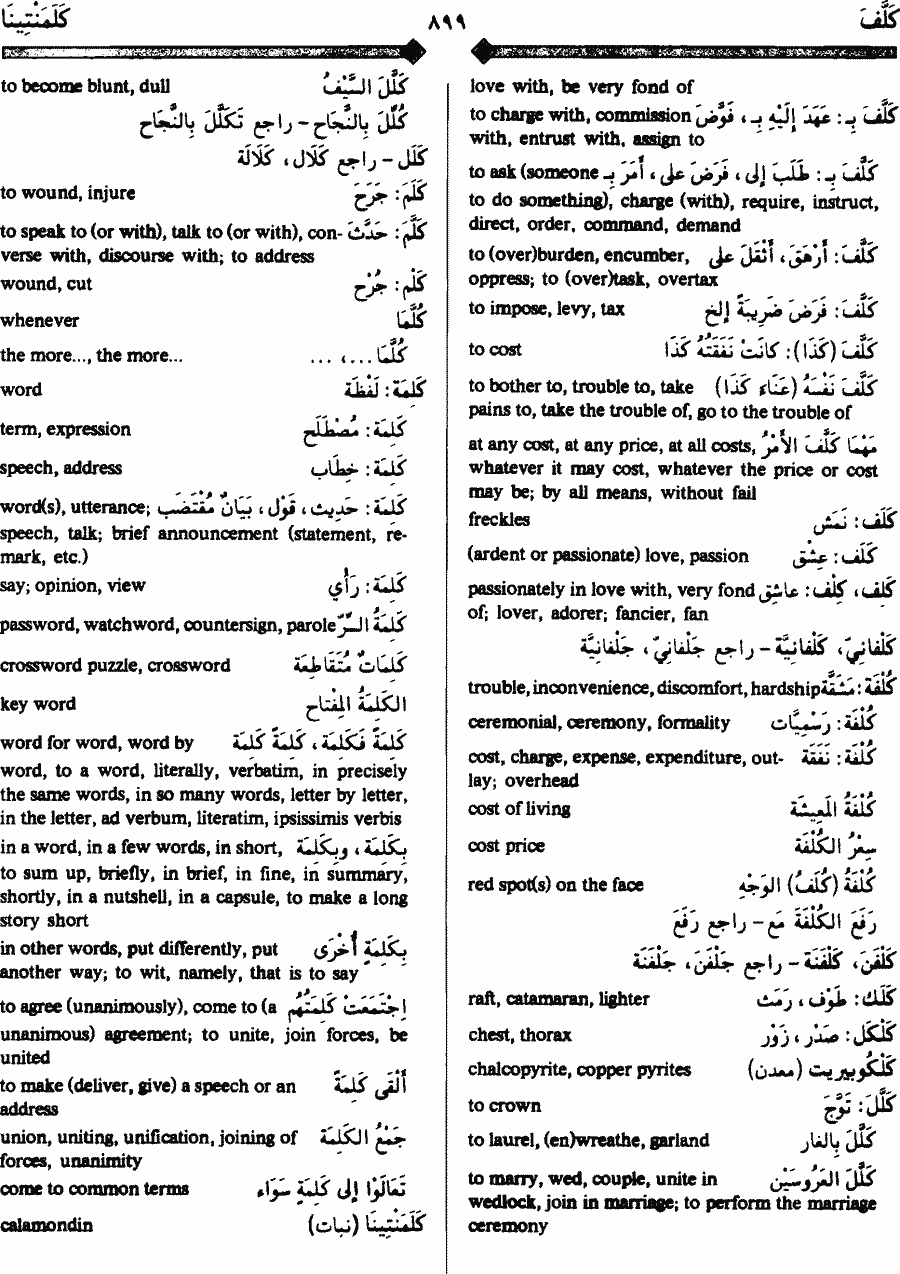 كَلَّفَ
٨٩٩
كَلَمَنْتِينَا
love with, be very fond of
كَلَّفَ بِـ : عَهَدَ إِلَيْهِ بِـ ، فَوَّضَ to charge with, commission
with, entrust with, assign to
كَلَّفَ بِـ : طَلَبَ إِلى، فَرَضَ على، أَمَرَ بِـ to ask (someone
to do something), charge (with), require, instruct,
direct, order, command, demand
كَلَّفَ: أَرْهَقَ، أَثْقَلَ على to (over)burden, encumber,
oppress; to (over)task, overtax
كَلَّفَ: فَرَضَ ضَرِيبَةً إلخ to impose, levy, tax
كَلَّفَ (كَذَا): كانَتْ نَفَقَتُهُ كَذَا to cost
كَلَّفَ نَفْسَهُ (عَنَاءَ كَذَا) to bother to, trouble to, take
pains to, take the trouble of, go to the trouble of
مَهْمَا كَلَّفَ الأَمْرُ at any cost, at any price, at all costs,
whatever it may cost, whatever the price or cost
may be; by all means, without fail
كَلَف: نَمَش freckles
كَلَف: عِشْق (ardent or passionate) love, passion
كَلِف، كَلِف: عاشِق passionately in love with, very fond
of; lover, adorer; fancier, fan
كَلْفَانيّ، كَلْفَانيَّة - راجع جَلْفَانيّ، جَلْفَانيَّة
كُلْفَة: مَشَقَّة trouble, inconvenience, discomfort, hardship
كُلْفَة: رَسْمِيَّات ceremonial, ceremony, formality
كُلْفَة: نَفَقَة cost, charge, expense, expenditure, out-
lay; overhead
كُلْفَةُ المَعِيشَة cost of living
سِعْرُ الكُلْفَة cost price
كُلْفَةُ (كُلَفُ) الوَجْهِ red spot(s) on the face
رَفَعَ الكُلْفَةَ مَع - راجع رَفَعَ
كَلْفَنَ، كَلْفَنَة - راجع جَلْفَنَ، جَلْفَنَة
كَلَك: طَوْف، رَمَث raft, catamaran, lighter
كَلْكَل: صَدْر، زَوْر chest, thorax
كَلْكُوبيريت (معدن) chalcopyrite, copper pyrites
كَلَّلَ: تَوَّجَ to crown
كَلَّلَ بالغار to laurel, (en)wreathe, garland
كَلَّلَ العَرُوسَيْن to marry, wed, couple, unite in
wedlock, join in marriage; to perform the marriage
ceremony
كَلَّلَ السَّيْفُ to become blunt, dull
كُلِّلَ بِالنَّجَاح - راجع تَكَلَّلَ بِالنَّجَاح
كَلَل - راجع كَلَال، كَلَالَة
كَلَمَ: جَرَحَ to wound, injure
كَلَّمَ: حَدَّثَ to speak to (or with), talk to (or with), con-
verse with, discourse with; to address
كَلْم: جُرْح wound, cut
كُلَّمَا whenever
كُلَّمَا...، ... the more..., the more...
كَلِمَة: لَفْظَة word
كَلِمَة: مُصْطَلَح term, expression
كَلِمَة: خِطَاب speech, address
كَلِمَة: حَدِيث، قَوْل، بَيَانٌ مُقْتَضَب word(s), utterance;
speech, talk; brief announcement (statement, re-
mark, etc.)
كَلِمَة: رَأْي say; opinion, view
كَلِمَةُ السِّرّ password, watchword, countersign, parole
كَلِمَاتٌ مُتَقَاطِعَة crossword puzzle, crossword
الكَلِمَةُ المِفْتاح key word
كَلِمَةً فَكَلِمَة، كَلِمَةً كَلِمَة word for word, word by
word, to a word, literally, verbatim, in precisely
the same words, in so many words, letter by letter,
in the letter, ad verbum, literatim, ipsissimis verbis
بِكَلِمَة، وبِكَلِمَة in a word, in a few words, in short,
to sum up, briefly, in brief, in fine, in summary,
shortly, in a nutshell, in a capsule, to make a long
story short
بِكَلِمَةٍ أُخْرَى in other words, put differently, put
another way; to wit, namely, that is to say
اِجْتَمَعَتْ كَلِمَتُهُم to agree (unanimously), come to (a
unanimous) agreement; to unite, join forces, be
united
أَلْقَى كَلِمَةً to make (deliver, give) a speech or an
address
جَمْعُ الكَلِمَة union, uniting, unification, joining of
forces, unanimity
تَعَالَوْا إلى كَلِمَةٍ سَوَاء come to common terms
كَلَمَنْتِينَا (نبات) calamondin